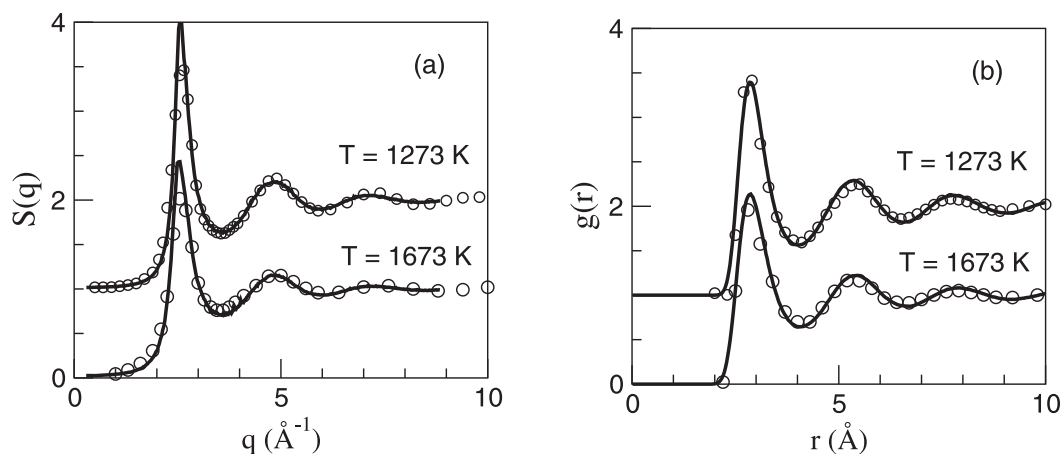 4
(a)
T = 1273 K
S(q)
2
T = 1673 K
0
0
5
10
q (Å⁻¹)
4
(b)
T = 1273 K
g(r)
2
T = 1673 K
0
0
5
10
r (Å)